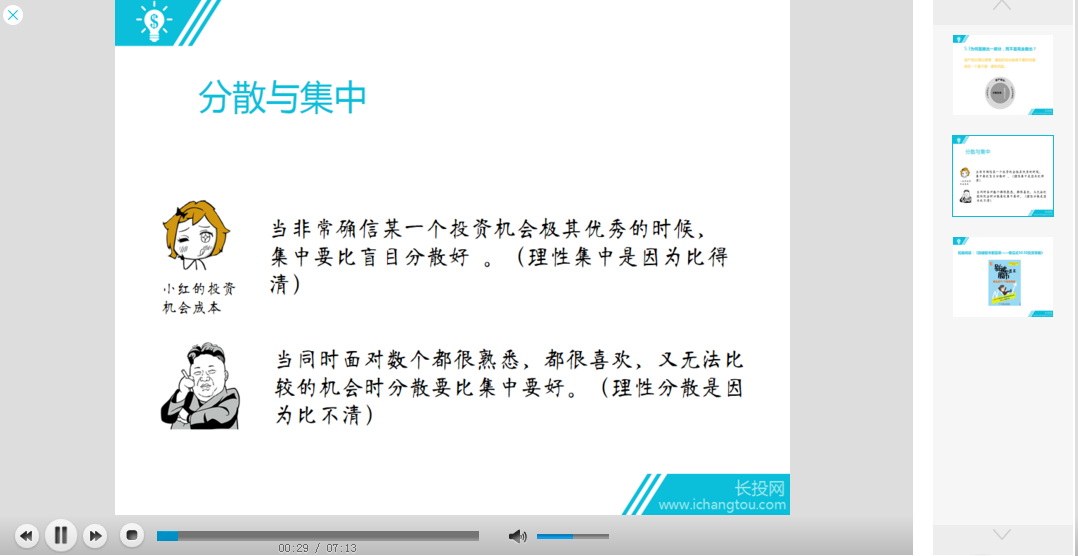 分散与集中
当非常确信某一个投资机会极其优秀的时候，
集中要比盲目分散好 。（理性集中是因为比得
清）
小红的投资
机会成本
当同时面对数个都很熟悉，都很喜欢，又无法比
较的机会时分散要比集中要好。（理性分散是因
为比不清）
长投网
www.ichangtou.com
00:29 / 07:13
分散与集中